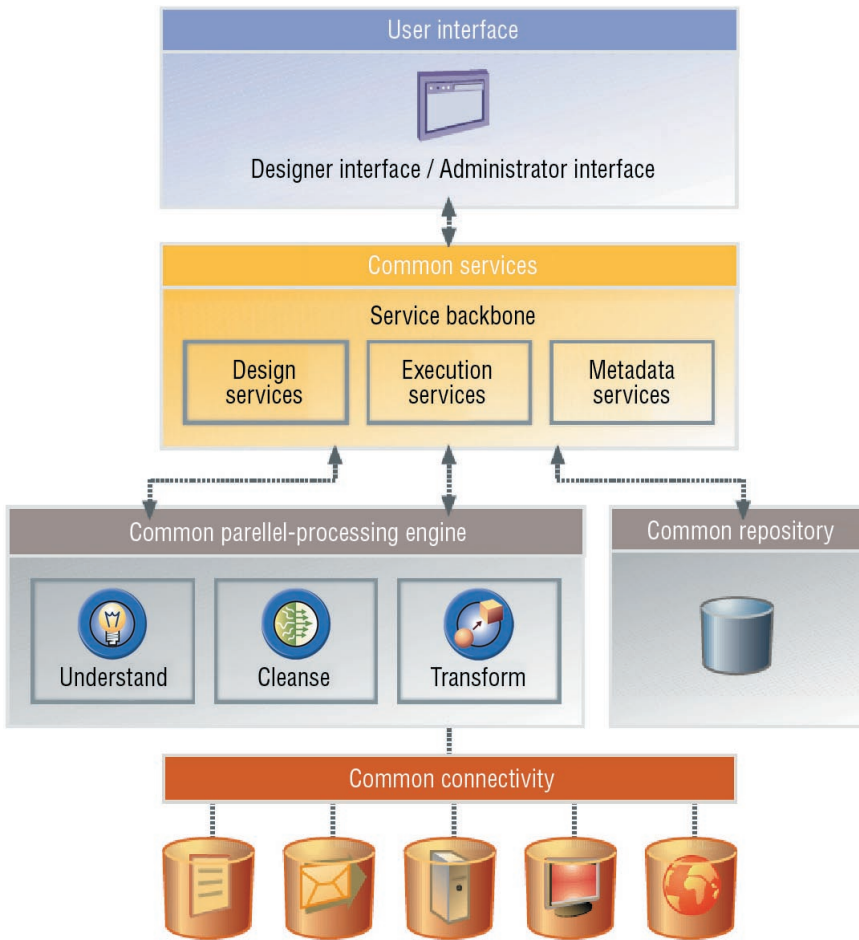 User interface
Designer interface / Administrator interface
Common services
Service backbone
Design
services
Execution
services
Metadata
services
Common parellel-processing engine
Common repository
Understand
Cleanse
Transform
Common connectivity